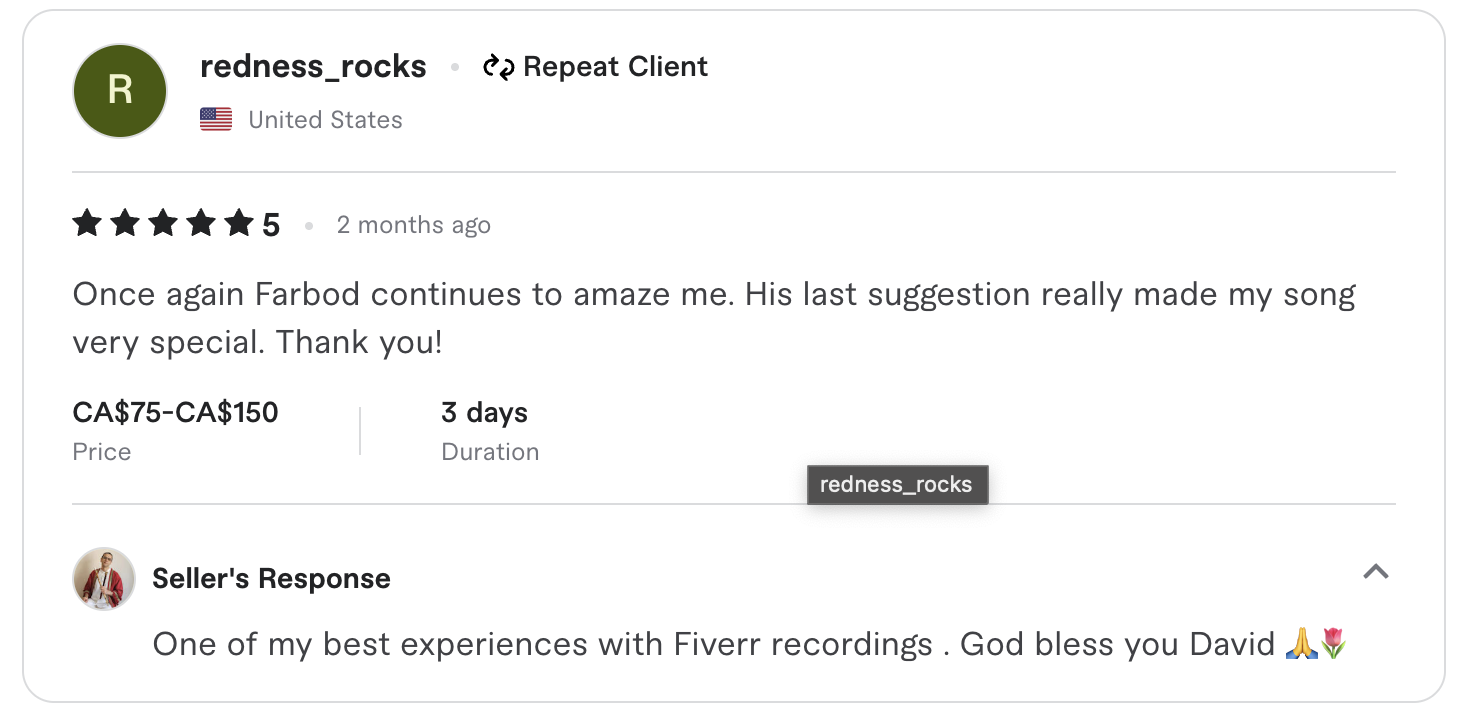 R
redness_rocks • Repeat Client
United States
5 • 2 months ago
Once again Farbod continues to amaze me. His last suggestion really made my song
very special. Thank you!
CA$75-CA$150
Price
3 days
Duration
redness_rocks
Seller's Response
One of my best experiences with Fiverr recordings . God bless you David 🙏🌷